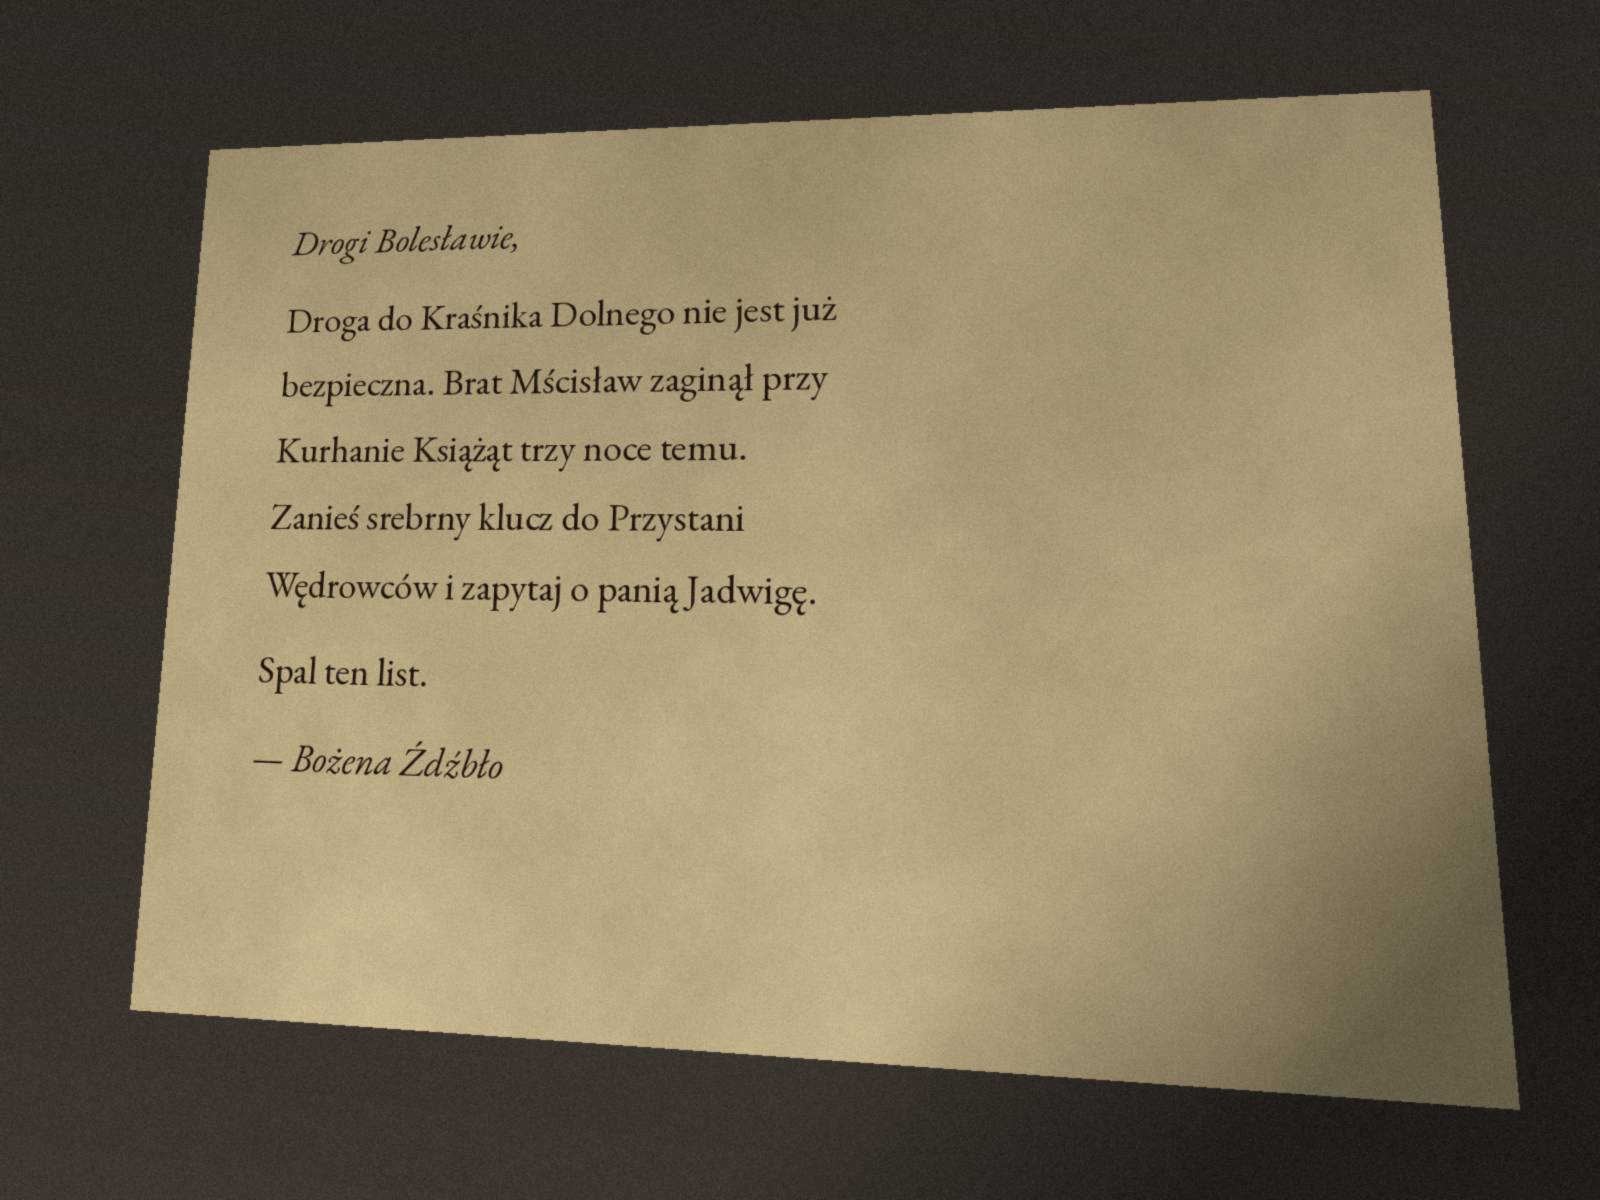 Drogi Bolesławie,
Droga do Kraśnika Dolnego nie jest już
bezpieczna. Brat Mścisław zaginął przy
Kurhanie Książąt trzy noce temu.
Zanieś srebrny klucz do Przystani
Wędrowców i zapytaj o panią Jadwigę.
Spal ten list.
— Bożena Źdźbło